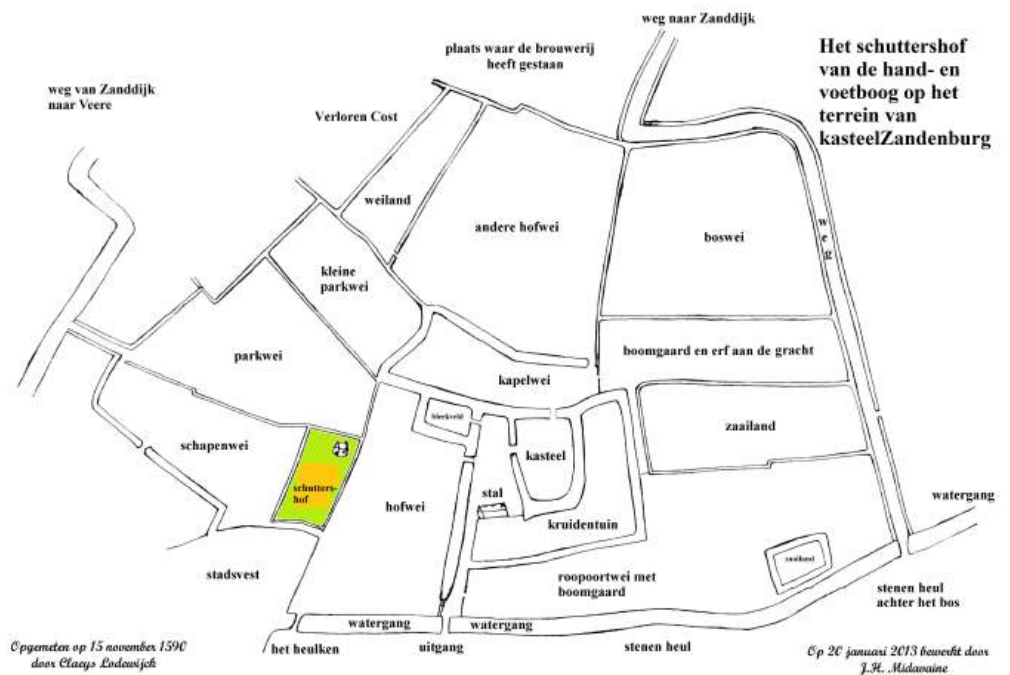 weg naar Zanddijk
Het schuttershof
van de hand- en
voetboog op het
terrein van
kasteelZandenburg
plaats waar de brouwerij
heeft gestaan
weg van Zanddijk
naar Veere
Verloren Cost
weiland
andere hofwei
boswei
weg
kleine
parkwei
parkwei
boomgaard en erf aan de gracht
kapelwei
bleekveld
zaailand
schapenwei
kasteel
schutters-
hof
stal
hofwei
kruidentuin
watergang
zaailand
stadsvest
roopoortwei met
boomgaard
stenen heul
achter het bos
watergang
watergang
Opgemeten op 15 november 1590
door Claeys Lodewijck
het heulken
uitgang
stenen heul
Op 20 januari 2013 bewerkt door
J.H. Midavaine